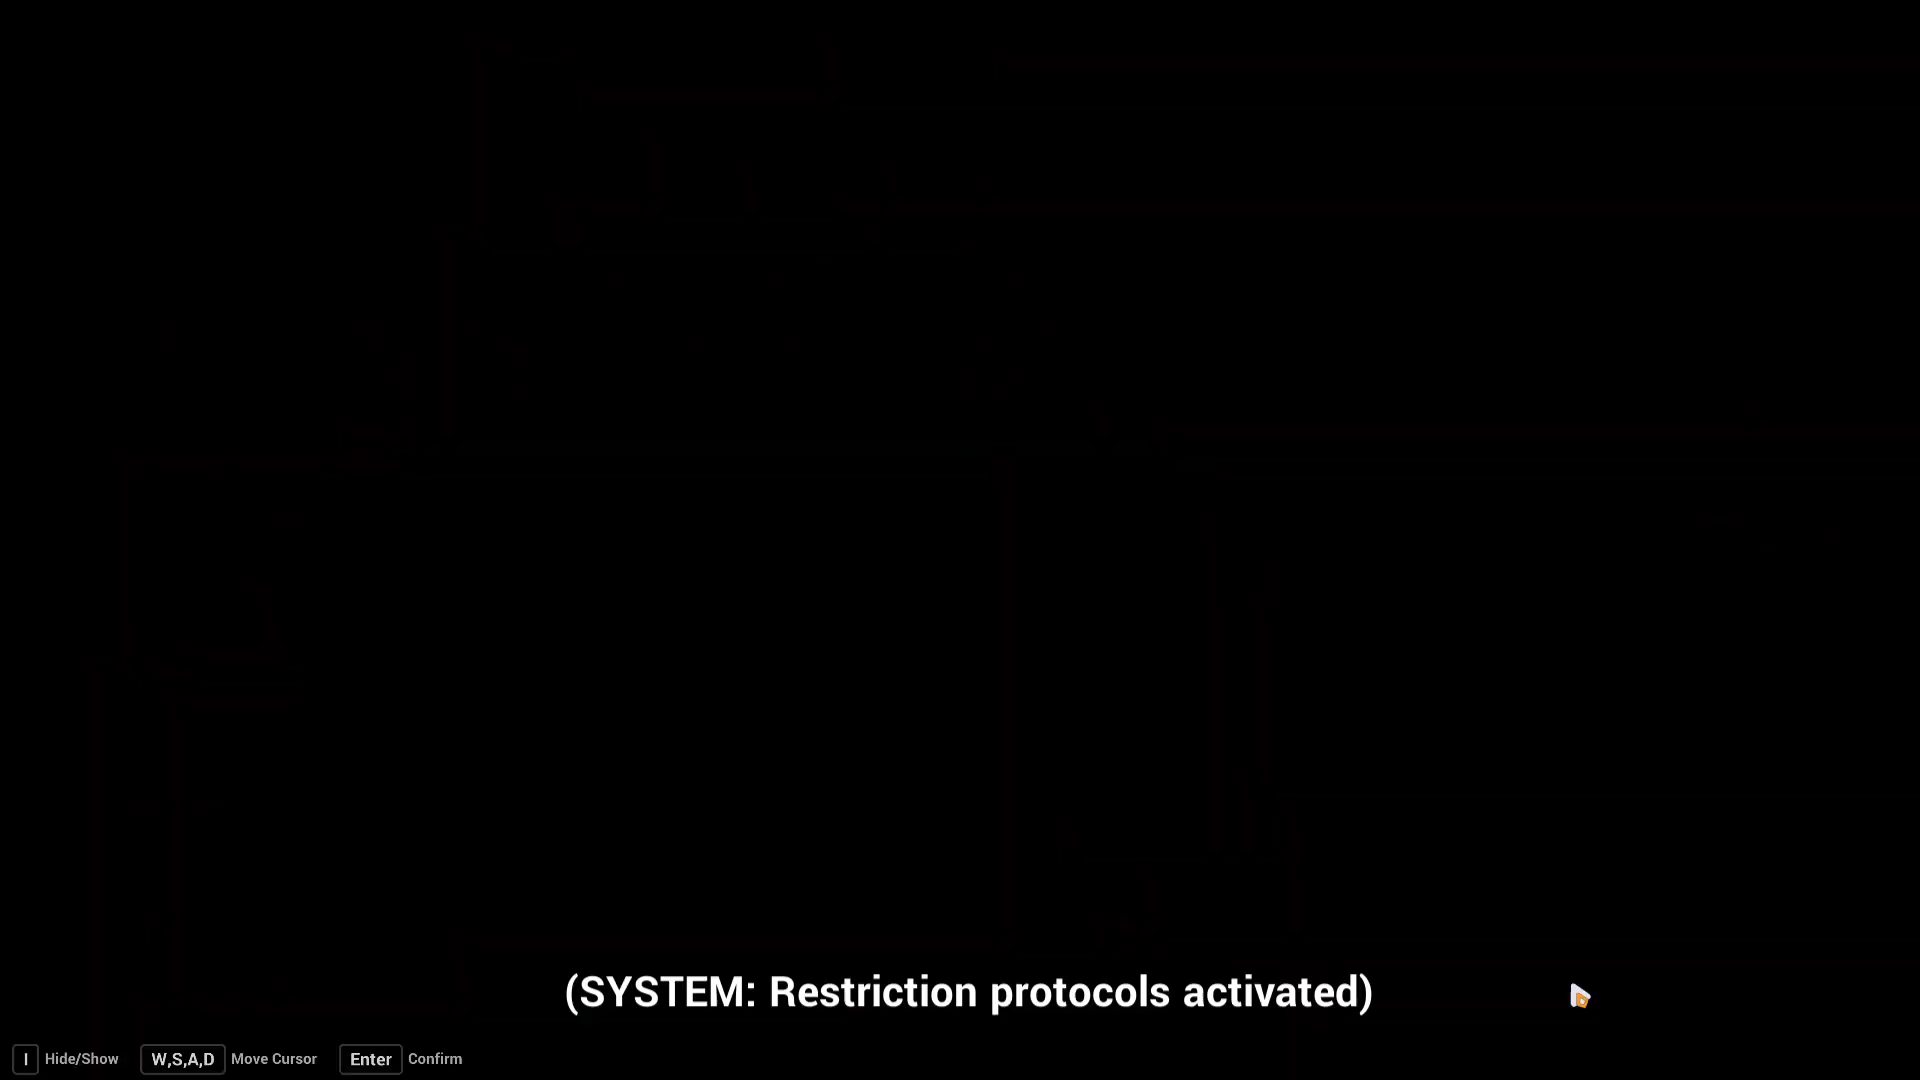 (SYSTEM: Restriction protocols activated)
I Hide/Show W,S,A,D Move Cursor Enter Confirm